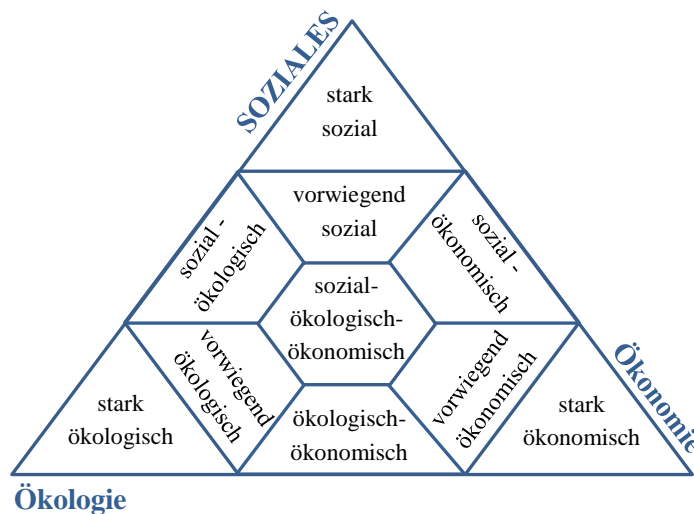 SOZIALES
stark
sozial
vorwiegend
sozial
sozial -
ökologisch
sozial -
ökonomisch
sozial-
ökologisch-
ökonomisch
stark
ökologisch
vorwiegend
ökologisch
ökologisch-
ökonomisch
vorwiegend
ökonomisch
stark
ökonomisch
Ökonomie
Ökologie